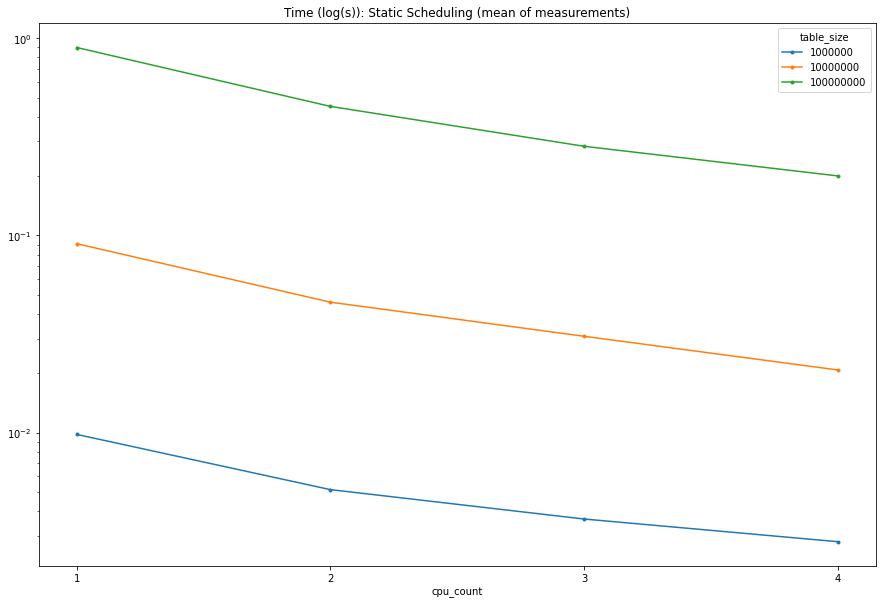 Time (log(s)): Static Scheduling (mean of measurements)
table_size
1000000
10000000
100000000
10⁰
10⁻¹
10⁻²
1 2 3 4
cpu_count